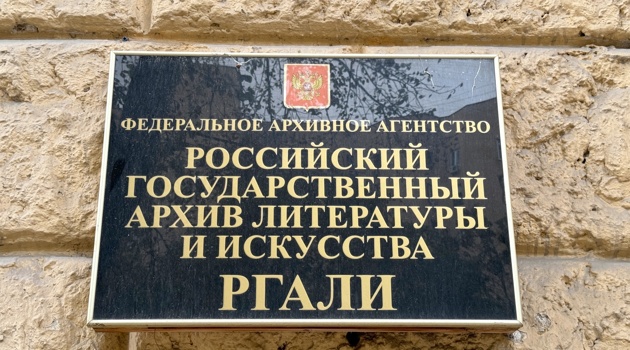 ФЕДЕРАЛЬНОЕ АРХИВНОЕ АГЕНТСТВО
РОССИЙСКИЙ
ГОСУДАРСТВЕННЫЙ
АРХИВ ЛИТЕРАТУРЫ
И ИСКУССТВА
РГАЛИ